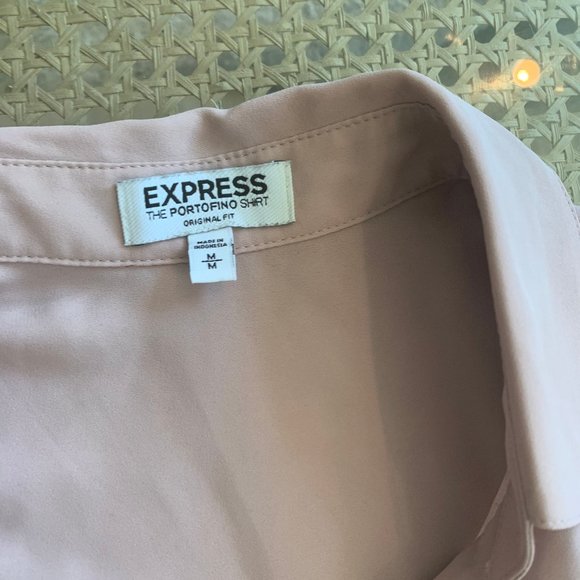 EXPRESS
THE PORTOFINO SHIRT
ORIGINAL FIT
MADE IN
INDONESIA
M
M